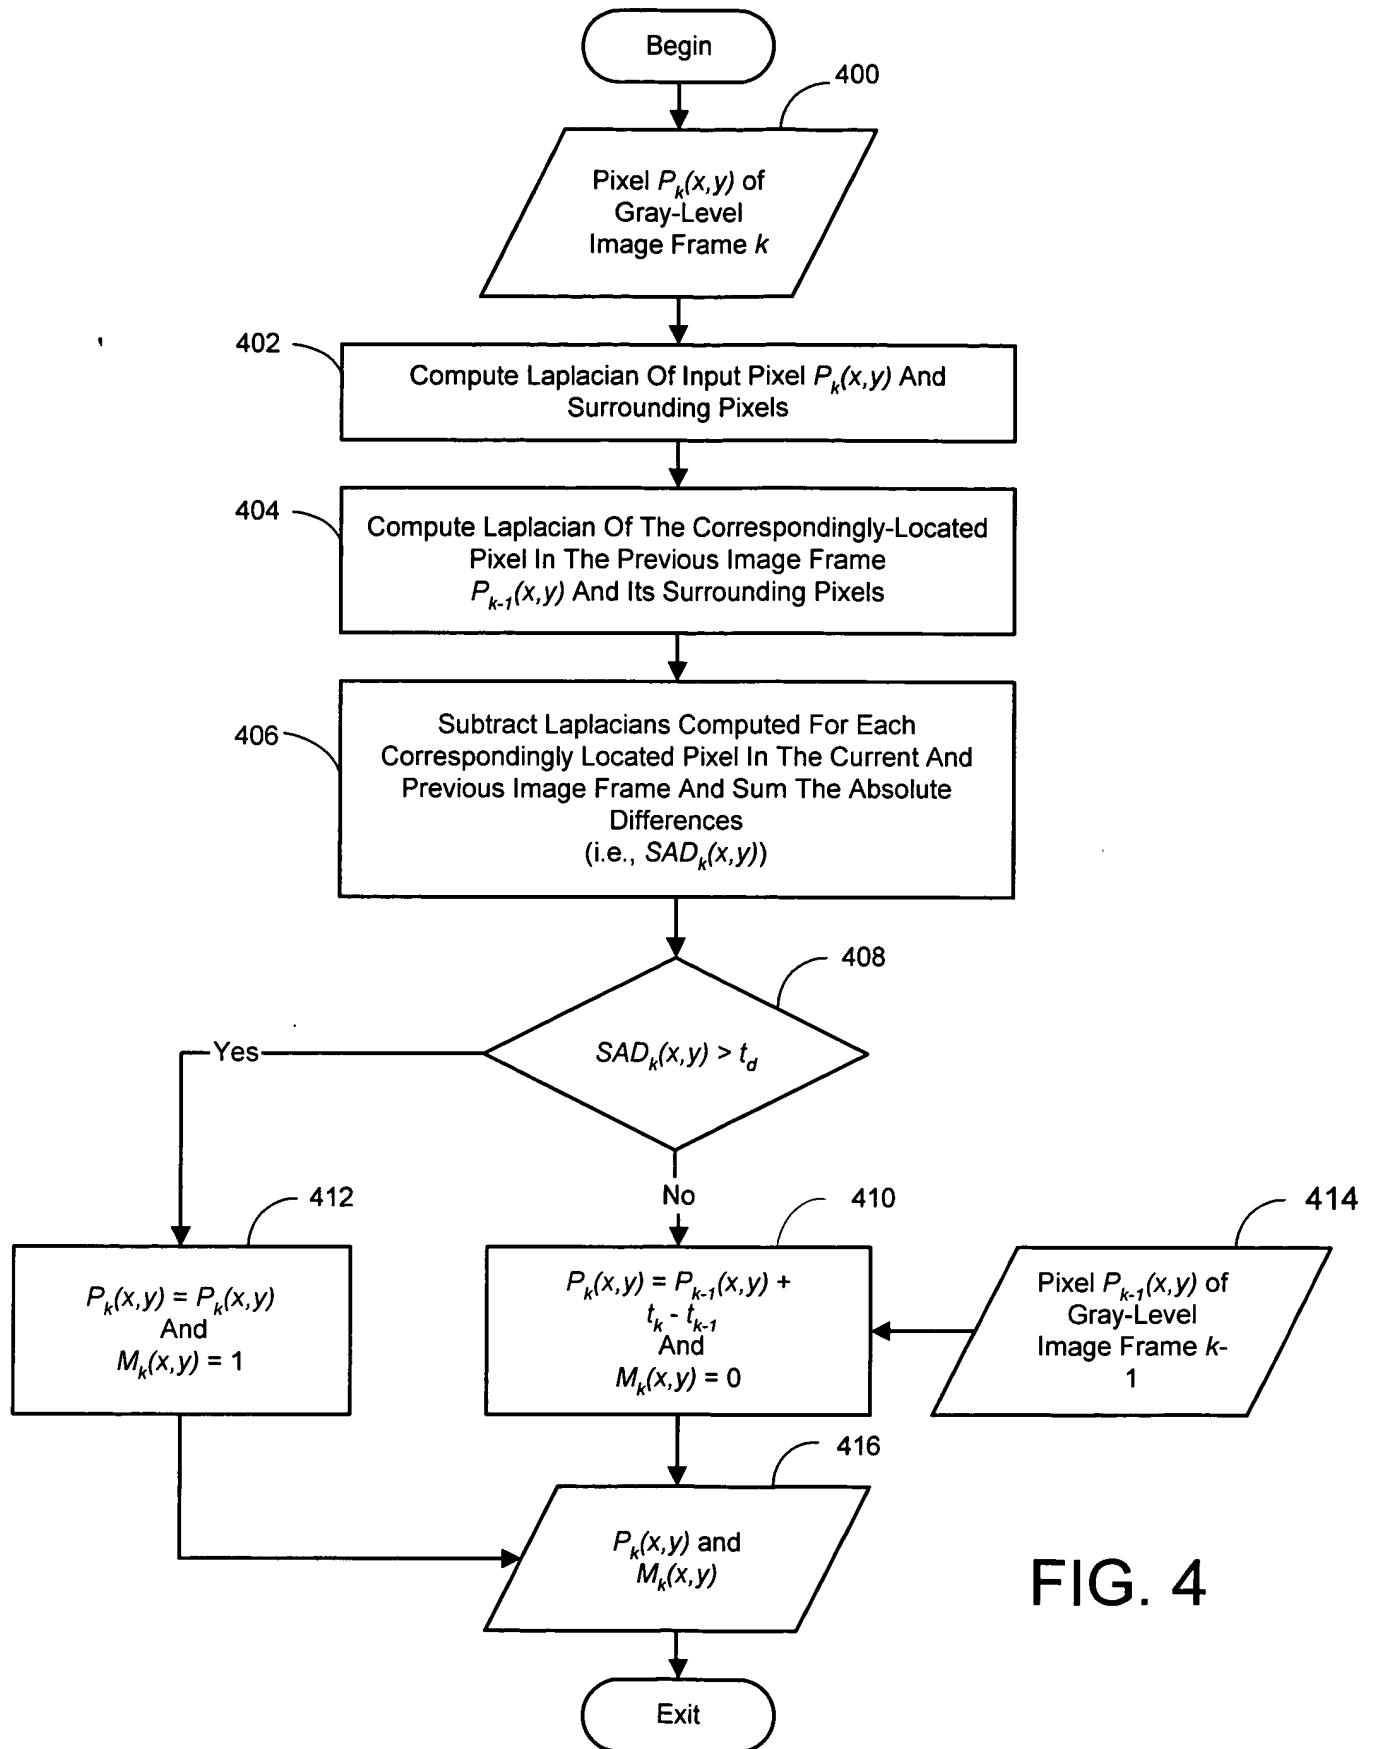 Begin
400
Pixel P_k(x,y) of
Gray-Level
Image Frame k
402
Compute Laplacian Of Input Pixel P_k(x,y) And
Surrounding Pixels
404
Compute Laplacian Of The Correspondingly-Located
Pixel In The Previous Image Frame
P_{k-1}(x,y) And Its Surrounding Pixels
406
Subtract Laplacians Computed For Each
Correspondingly Located Pixel In The Current And
Previous Image Frame And Sum The Absolute
Differences
(i.e., SAD_k(x,y))
408
SAD_k(x,y) > t_d
Yes
No
412
P_k(x,y) = P_k(x,y)
And
M_k(x,y) = 1
410
P_k(x,y) = P_{k-1}(x,y) +
t_k - t_{k-1}
And
M_k(x,y) = 0
414
Pixel P_{k-1}(x,y) of
Gray-Level
Image Frame k-
1
416
P_k(x,y) and
M_k(x,y)
Exit
FIG. 4